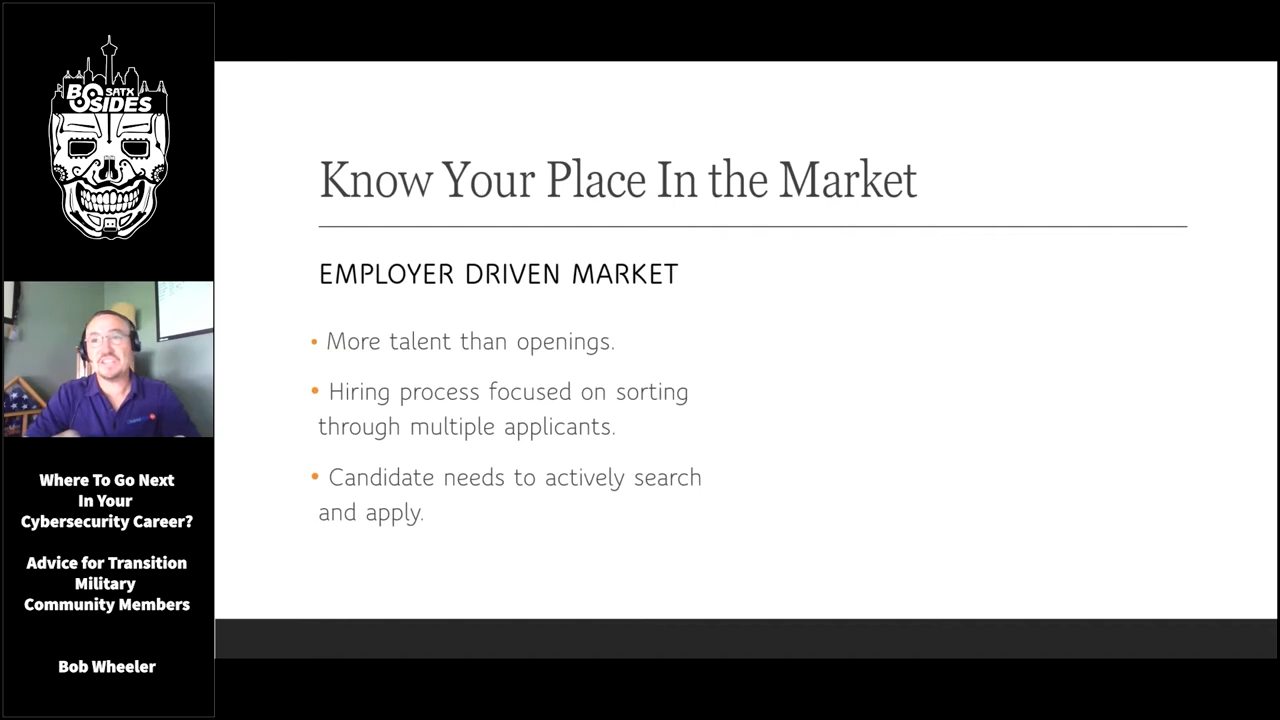 B SATX
SIDES
Where To Go Next
In Your
Cybersecurity Career?
Advice for Transition
Military
Community Members
Bob Wheeler
Know Your Place In the Market
EMPLOYER DRIVEN MARKET
• More talent than openings.
• Hiring process focused on sorting
through multiple applicants.
• Candidate needs to actively search
and apply.